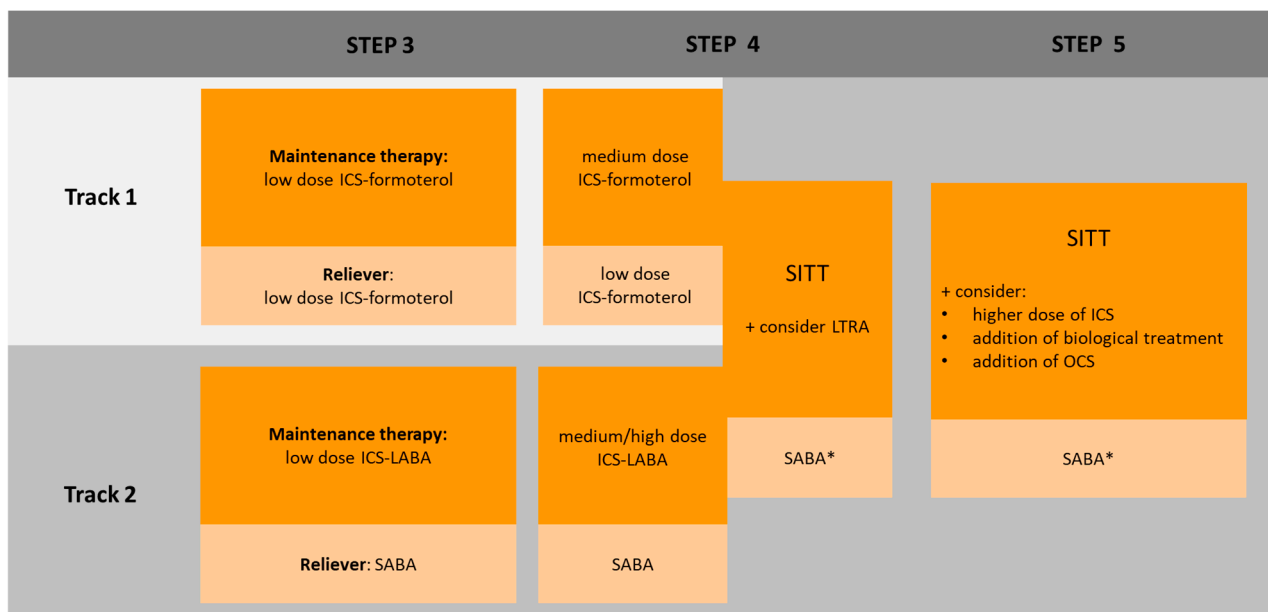 STEP 3
STEP 4
STEP 5
Track 1
Maintenance therapy:
low dose ICS-formoterol
Reliever:
low dose ICS-formoterol
medium dose
ICS-formoterol
low dose
ICS-formoterol
SITT
+ consider LTRA
SABA*
SITT
+ consider:
• higher dose of ICS
• addition of biological treatment
• addition of OCS
SABA*
Track 2
Maintenance therapy:
low dose ICS-LABA
Reliever: SABA
medium/high dose
ICS-LABA
SABA